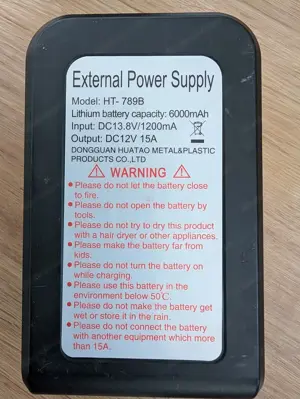 External Power Supply
Model: HT- 789B
Lithium battery capacity: 6000mAh
Input: DC13.8V/1200mA
Output: DC12V 15A
DONGGUAN HUATAO METAL&PLASTIC
PRODUCTS CO.,LTD
WARNING
Please do not let the battery close
to fire.
Please do not open the battery by
tools.
Please do not try to dry this product
with a hair dryer or other appliances.
Please make the battery far from
kids.
Please do not turn the battery on
while charging.
Please use this battery in the
environment below 50℃.
Please do not make the battery get
wet or store it in the rain.
Please do not connect the battery
with another equipment which more
than 15A.